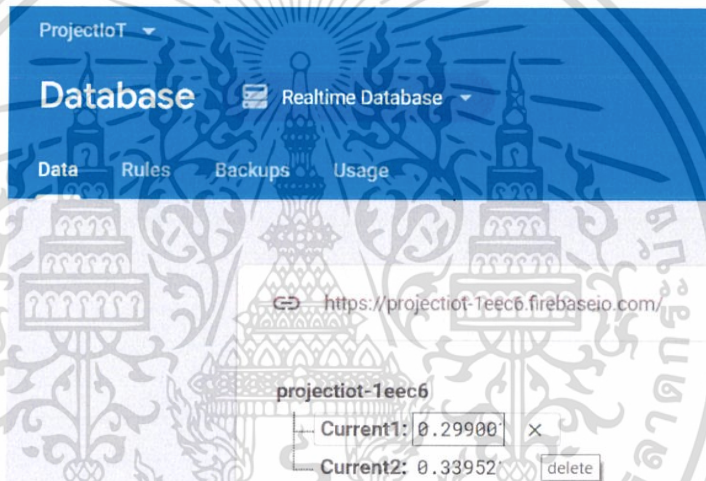 ProjectIoT
Database
Realtime Database
Data Rules Backups Usage
https://projectiot-1eec6.firebaseio.com/
projectiot-1eec6
Current1: 0.29900
Current2: 0.33952
delete